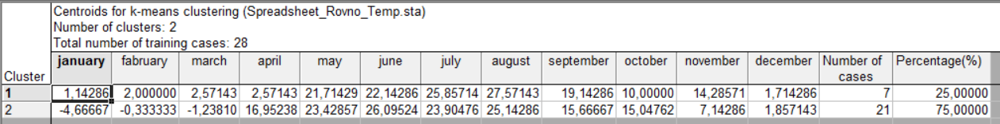 Centroids for k-means clustering (Spreadsheet_Rovno_Temp.sta)
Number of clusters: 2
Total number of training cases: 28
Cluster january fabruary march april may june july august september october november december Number of cases Percentage(%)
1 1,14286 2,000000 2,57143 2,57143 21,71429 22,14286 25,85714 27,57143 19,14286 10,00000 14,28571 1,714286 7 25,00000
2 -4,66667 -0,333333 -1,23810 16,95238 23,42857 26,09524 23,90476 25,14286 15,66667 15,04762 7,14286 1,857143 21 75,00000